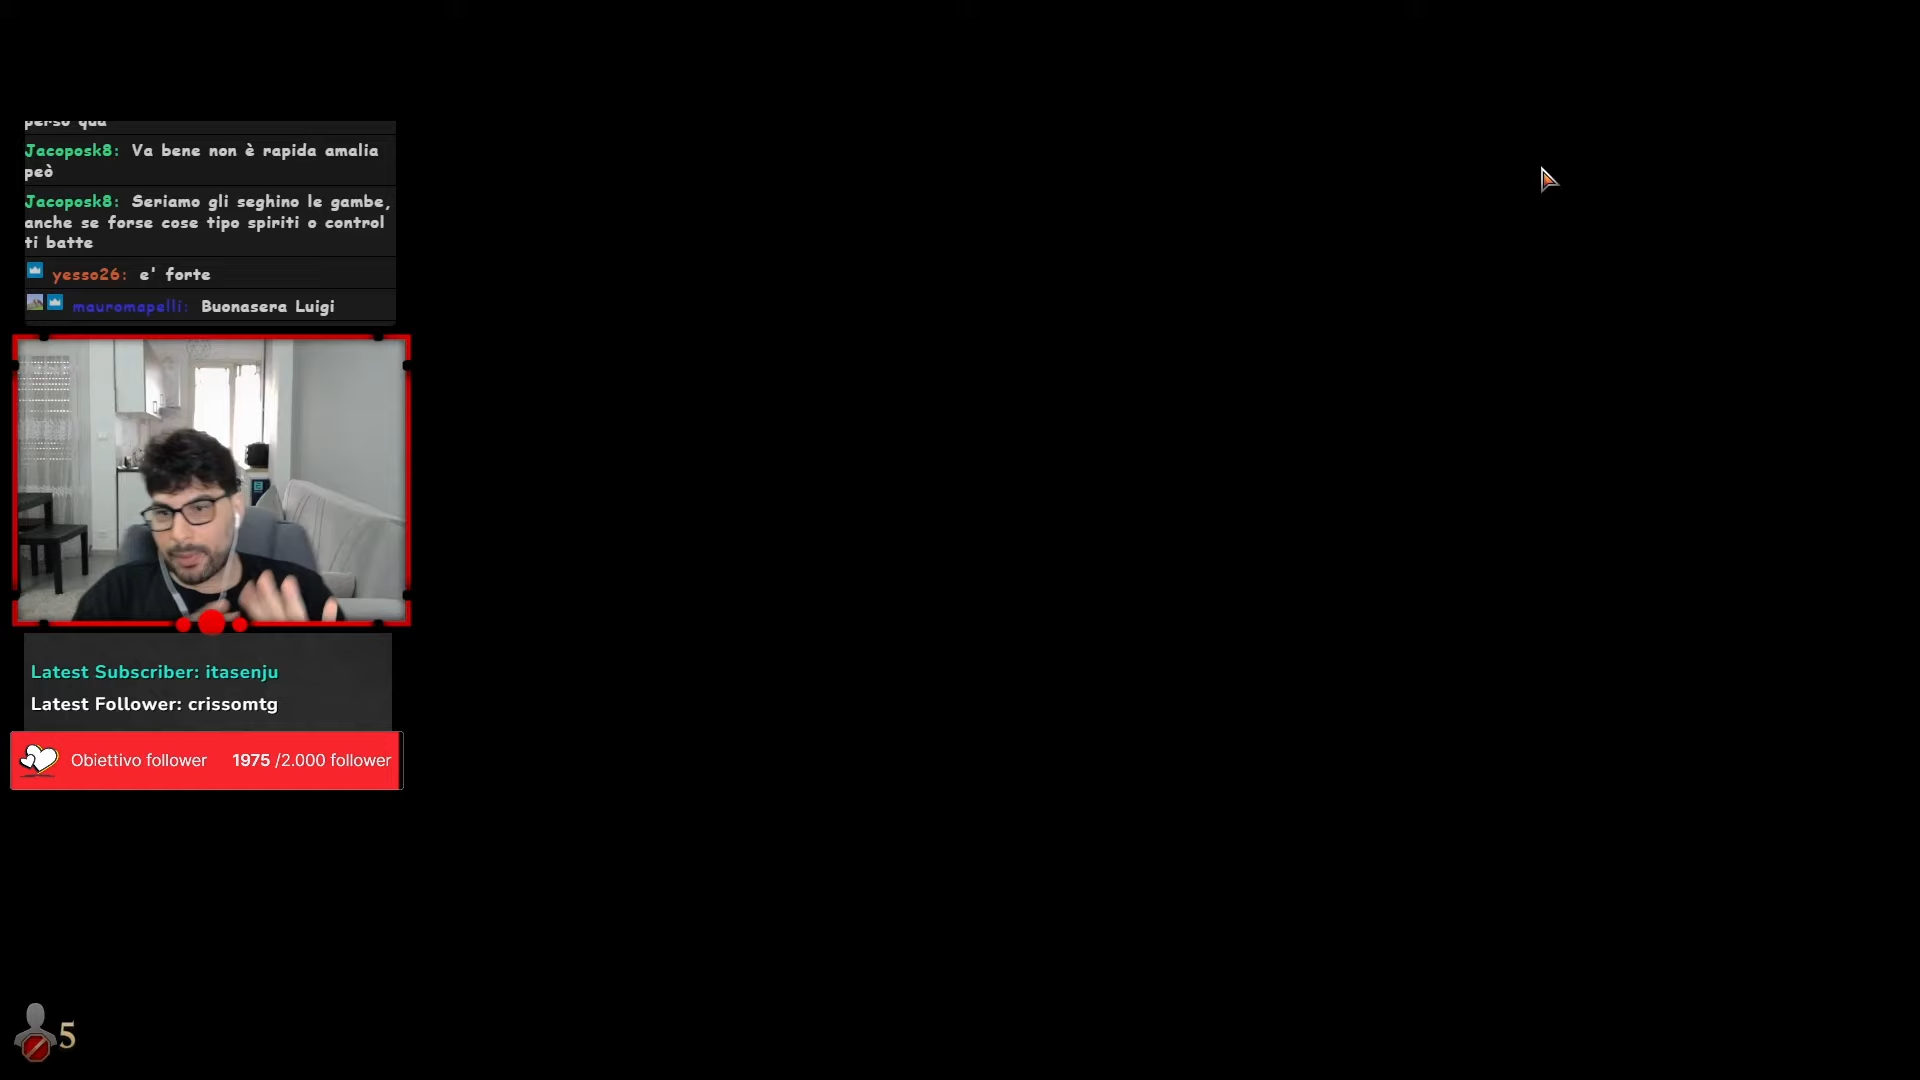 perso qua
Jacoposk8: Va bene non è rapida amalia
peò
Jacoposk8: Seriamo gli seghino le gambe,
anche se forse cose tipo spiriti o control
ti batte
yesso26: e' forte
mauromapelli: Buonasera Luigi
Latest Subscriber: itasenju
Latest Follower: crissomtg
Obiettivo follower 1975 /2.000 follower
5